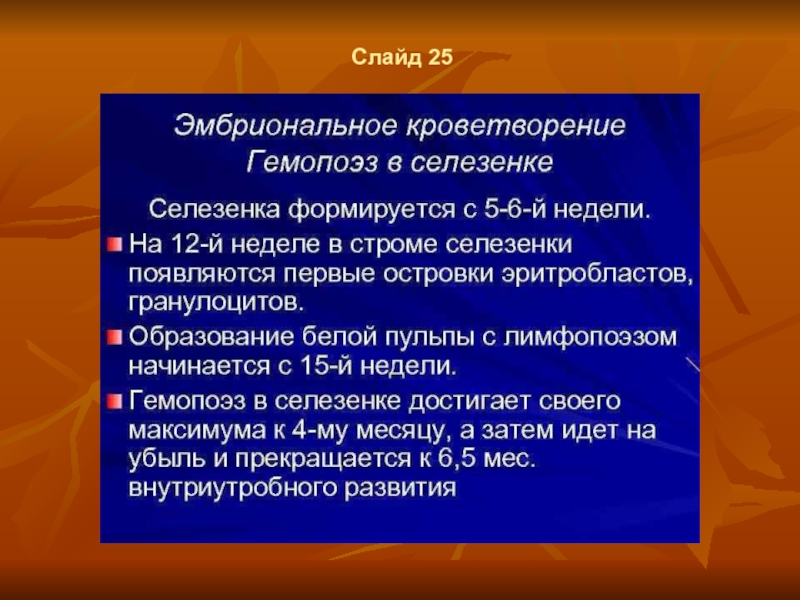 Слайд 25
Эмбриональное кроветворение
Гемопоэз в селезенке
Селезенка формируется с 5-6-й недели.
На 12-й неделе в строме селезенки
появляются первые островки эритробластов,
гранулоцитов.
Образование белой пульпы с лимфопоэзом
начинается с 15-й недели.
Гемопоэз в селезенке достигает своего
максимума к 4-му месяцу, а затем идет на
убыль и прекращается к 6,5 мес.
внутриутробного развития